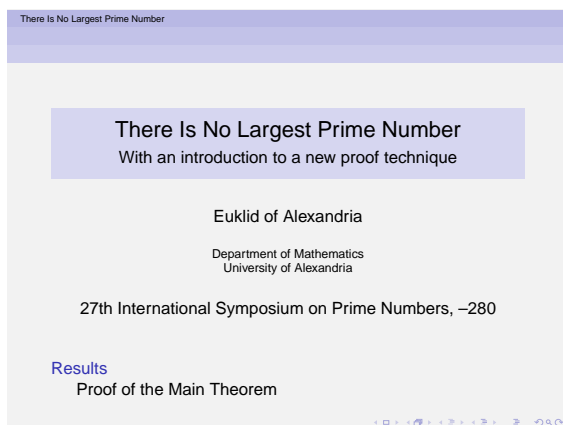 There Is No Largest Prime Number
There Is No Largest Prime Number
With an introduction to a new proof technique
Euklid of Alexandria
Department of Mathematics
University of Alexandria
27th International Symposium on Prime Numbers, –280
Results
Proof of the Main Theorem